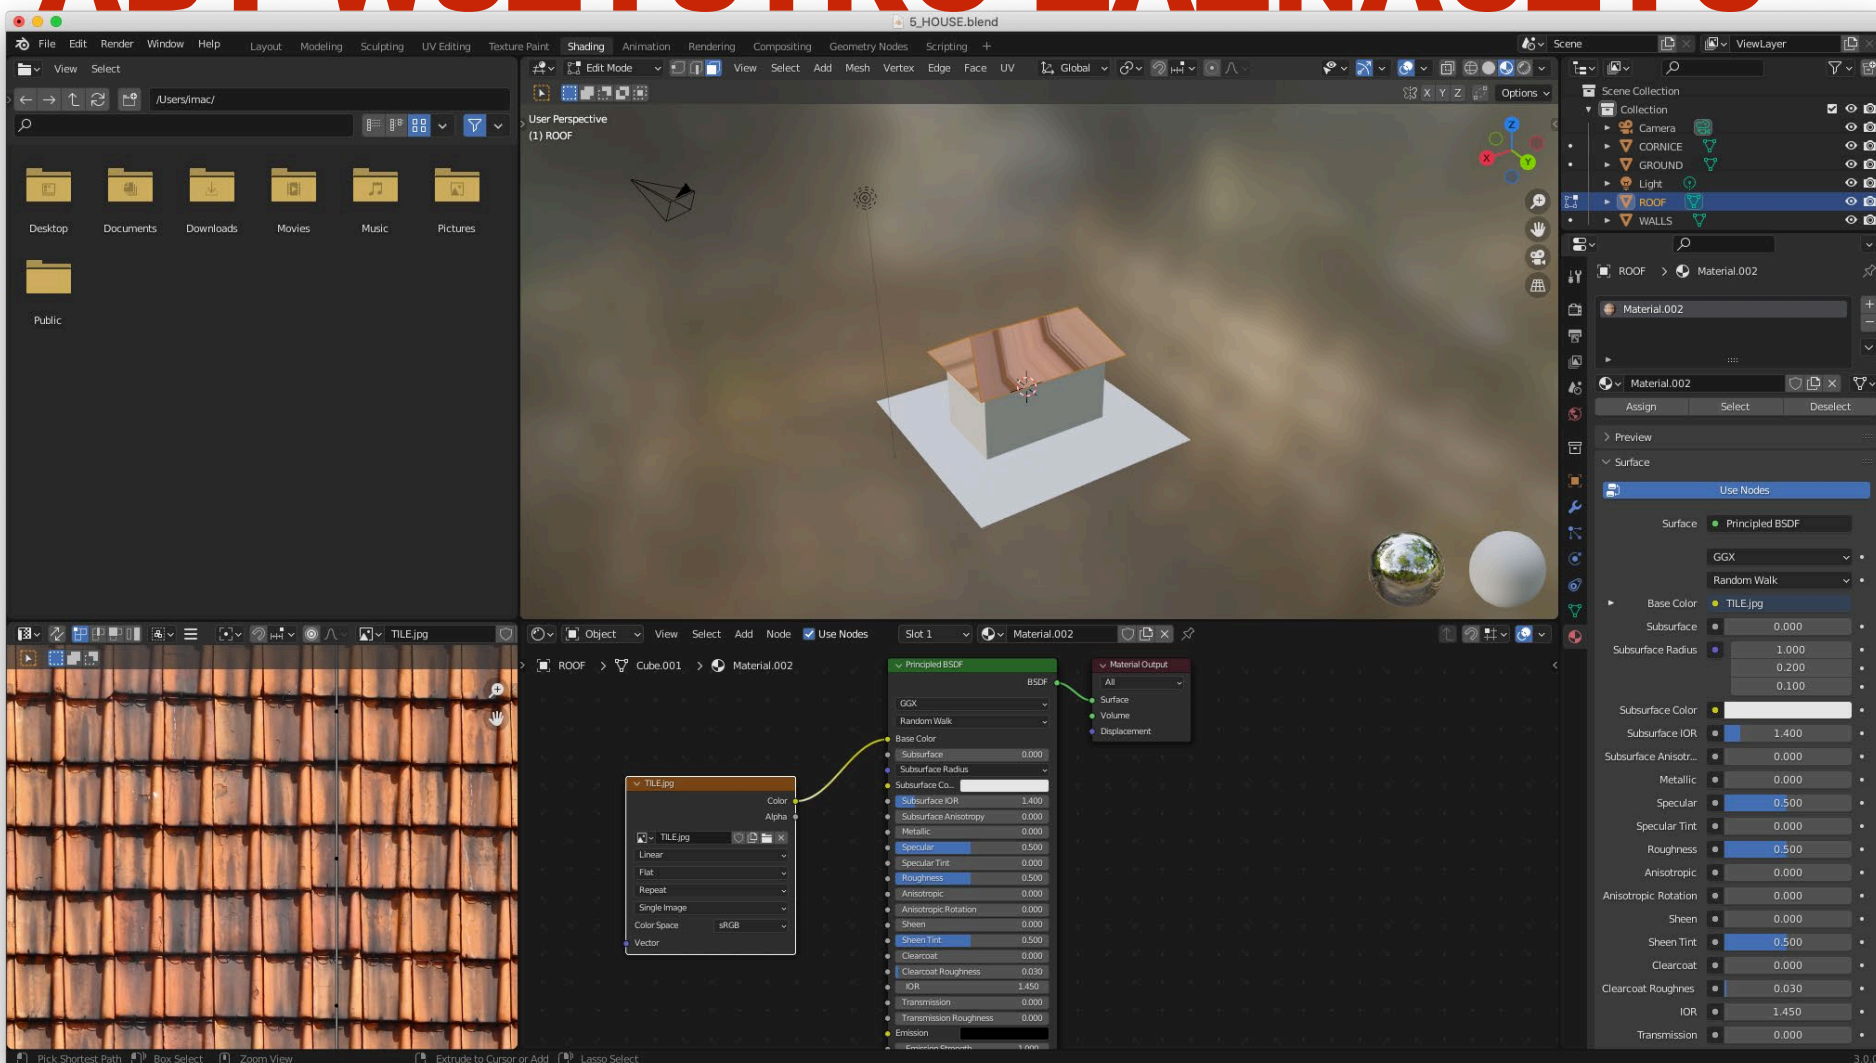 5_HOUSE.blend
File Edit Render Window Help Layout Modeling Sculpting UV Editing Texture Paint Shading Animation Rendering Compositing Geometry Nodes Scripting + Scene ViewLayer
View Select
Edit Mode View Select Add Mesh Vertex Edge Face UV Global
/Users/imac/
X Y Z Options
User Perspective
(1) ROOF
Z
X
Y
Desktop Documents Downloads Movies Music Pictures
Public
Scene Collection
Collection
Camera
CORNICE
GROUND
Light
ROOF
WALLS
ROOF > Material.002
Material.002
Material.002
Assign Select Deselect
Preview
Surface
Use Nodes
Surface Principled BSDF
GGX
Random Walk
Base Color TILE.jpg
Subsurface 0.000
Subsurface Radius 1.000
0.200
0.100
Subsurface Color
Subsurface IOR 1.400
Subsurface Anisotr... 0.000
Metallic 0.000
Specular 0.500
Specular Tint 0.000
Roughness 0.500
Anisotropic 0.000
Anisotropic Rotation 0.000
Sheen 0.000
Sheen Tint 0.500
Clearcoat 0.000
Clearcoat Roughnes 0.030
IOR 1.450
Transmission 0.000
TILE.jpg
Object View Select Add Node Use Nodes Slot 1 Material.002
ROOF > Cube.001 > Material.002
TILE.jpg
Color
Alpha
TILE.jpg
Linear
Flat
Repeat
Single Image
Color Space sRGB
Vector
Principled BSDF
BSDF
GGX
Random Walk
Base Color
Subsurface 0.000
Subsurface Radius
Subsurface Co...
Subsurface IOR 1.400
Subsurface Anisotropy 0.000
Metallic 0.000
Specular 0.500
Specular Tint 0.000
Roughness 0.500
Anisotropic 0.000
Anisotropic Rotation 0.000
Sheen 0.000
Sheen Tint 0.500
Clearcoat 0.000
Clearcoat Roughness 0.030
IOR 1.450
Transmission 0.000
Transmission Roughness 0.000
Emission
Emission Strength 1.000
Material Output
All
Surface
Volume
Displacement
Pick Shortest Path Box Select Zoom View Extrude to Cursor or Add Lasso Select